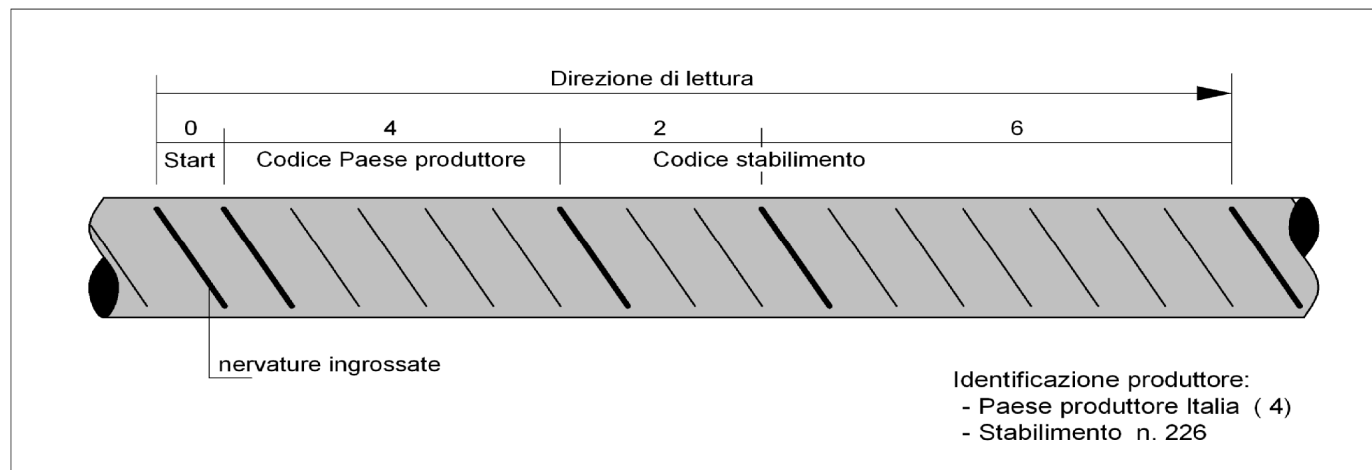 Direzione di lettura
0 4 2 6
Start Codice Paese produttore Codice stabilimento
nervature ingrossate
Identificazione produttore:
- Paese produttore Italia ( 4)
- Stabilimento n. 226